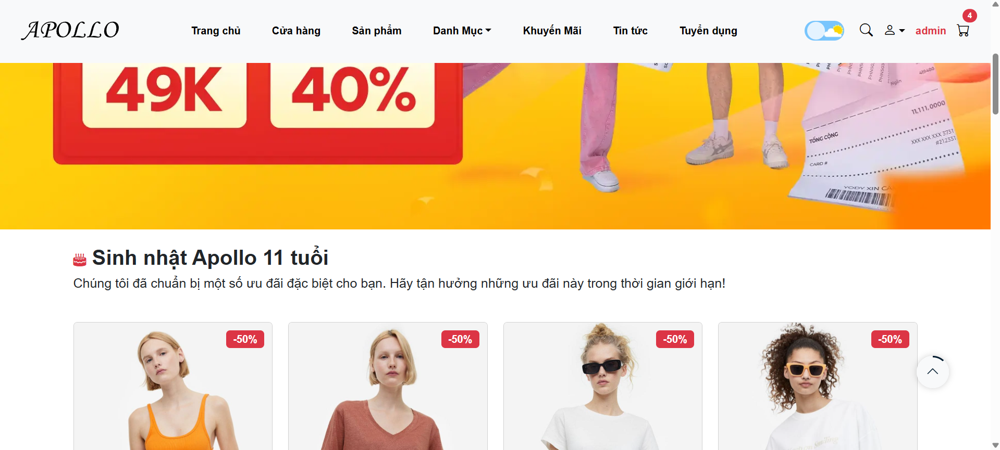 APOLLO
Trang chủ
Cửa hàng
Sản phẩm
Danh Mục
Khuyến Mãi
Tin tức
Tuyển dụng
admin
4
49K
40%
Ngân
419400
11,111,0000
TỔNG CỘNG
XXX XXX XXX 3731
#212331
CARD #
YODY XIN CẢ
Sinh nhật Apollo 11 tuổi
Chúng tôi đã chuẩn bị một số ưu đãi đặc biệt cho bạn. Hãy tận hưởng những ưu đãi này trong thời gian giới hạn!
-50%
-50%
-50%
-50%